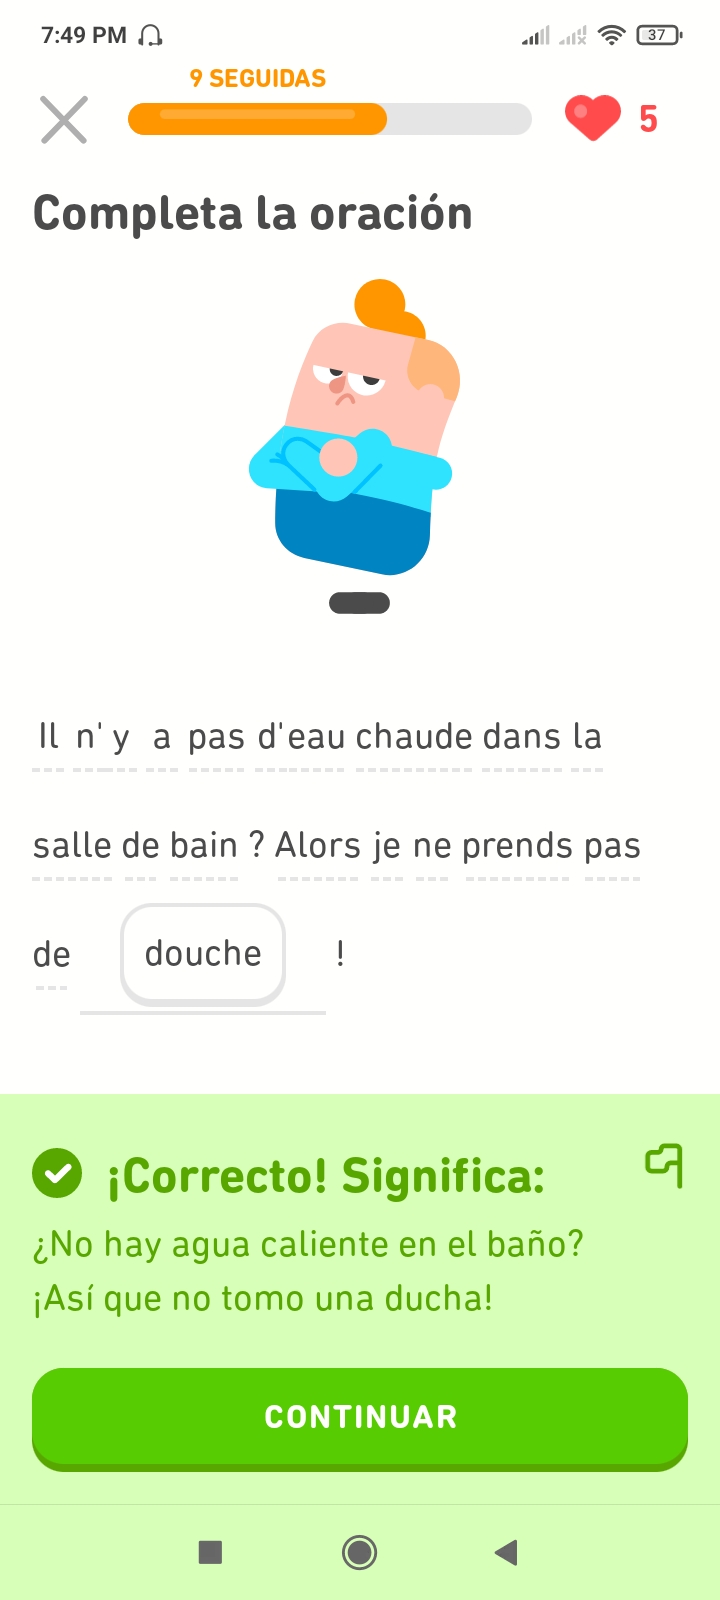 7:49 PM
37
9 SEGUIDAS
5
Completa la oración
Il n'y a pas d'eau chaude dans la
salle de bain ? Alors je ne prends pas
de douche !
¡Correcto! Significa:
¿No hay agua caliente en el baño?
¡Así que no tomo una ducha!
CONTINUAR